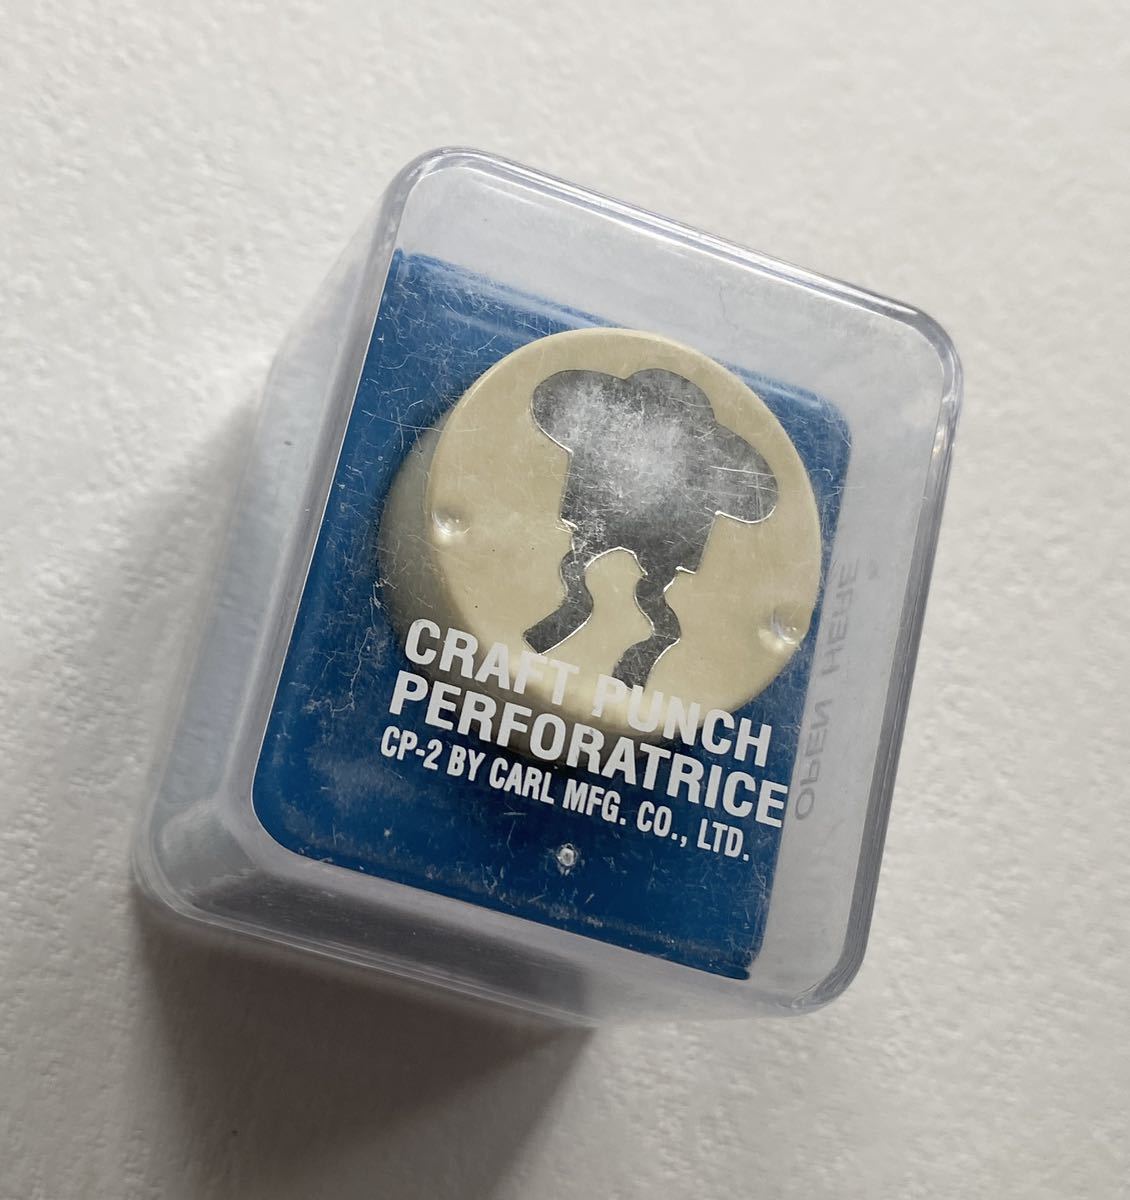 CRAFT PUNCH
PERFORATRICE
CP-2 BY CARL MFG. CO., LTD.
OPEN HERE